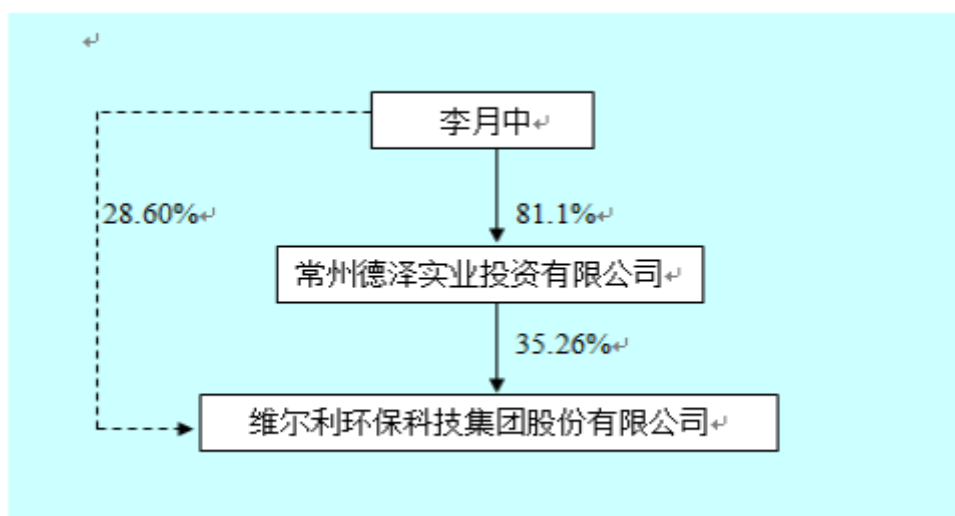 李月中
28.60%
81.1%
常州德泽实业投资有限公司
35.26%
维尔利环保科技集团股份有限公司